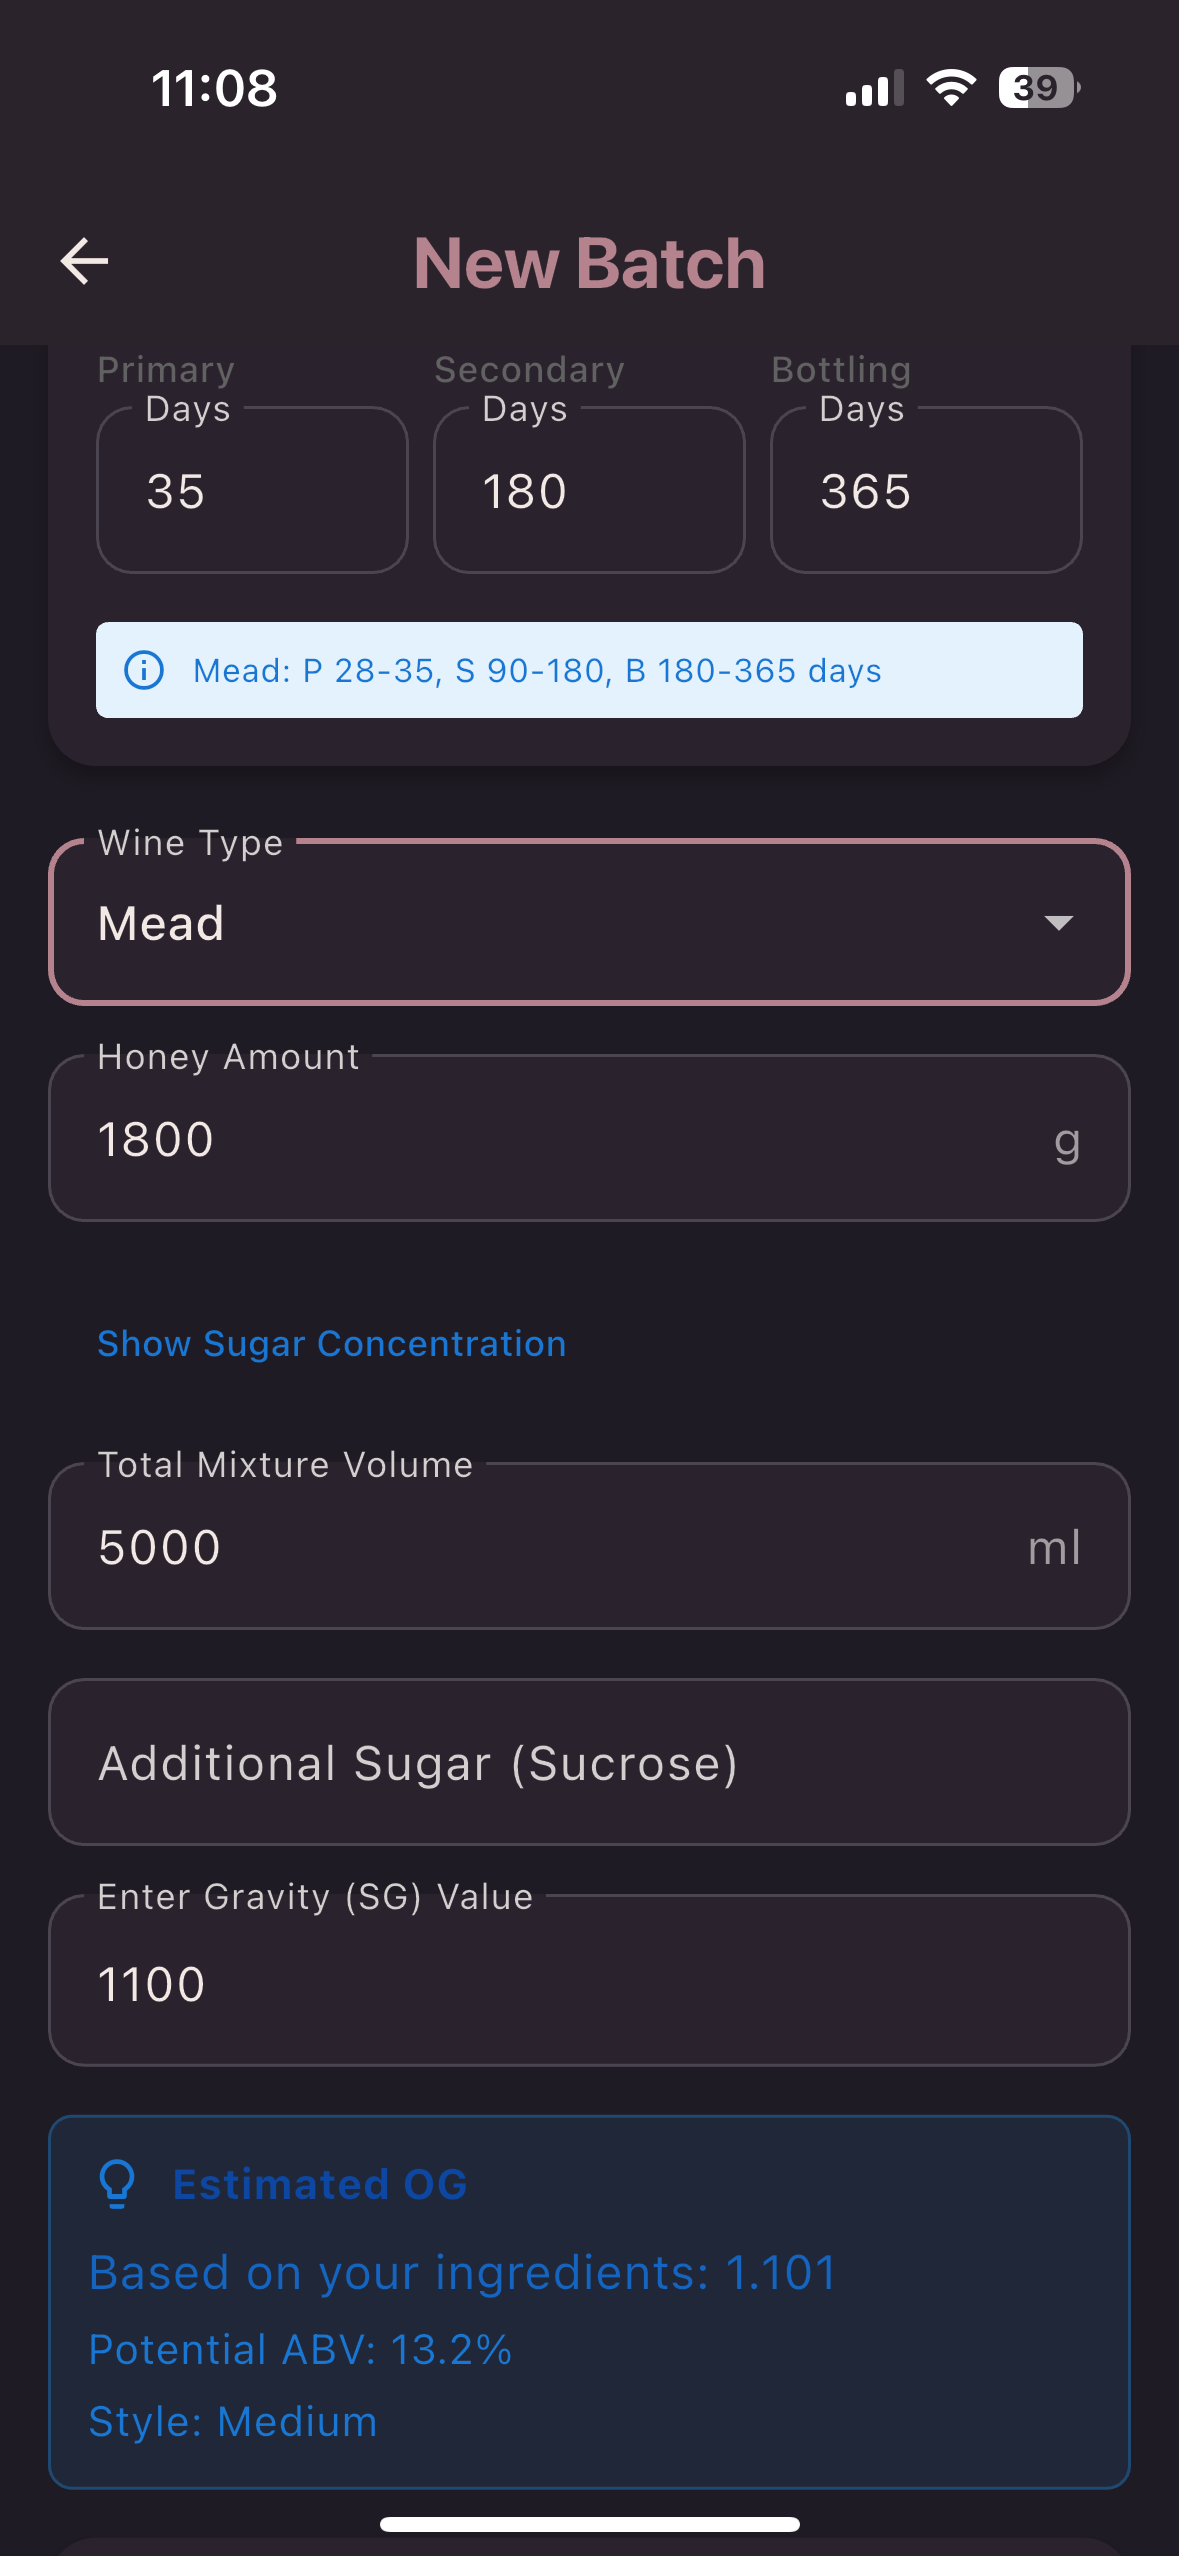 11:08
39
New Batch
Primary Secondary Bottling
Days Days Days
35 180 365
Mead: P 28-35, S 90-180, B 180-365 days
Wine Type
Mead
Honey Amount
1800 g
Show Sugar Concentration
Total Mixture Volume
5000 ml
Additional Sugar (Sucrose)
Enter Gravity (SG) Value
1100
Estimated OG
Based on your ingredients: 1.101
Potential ABV: 13.2%
Style: Medium